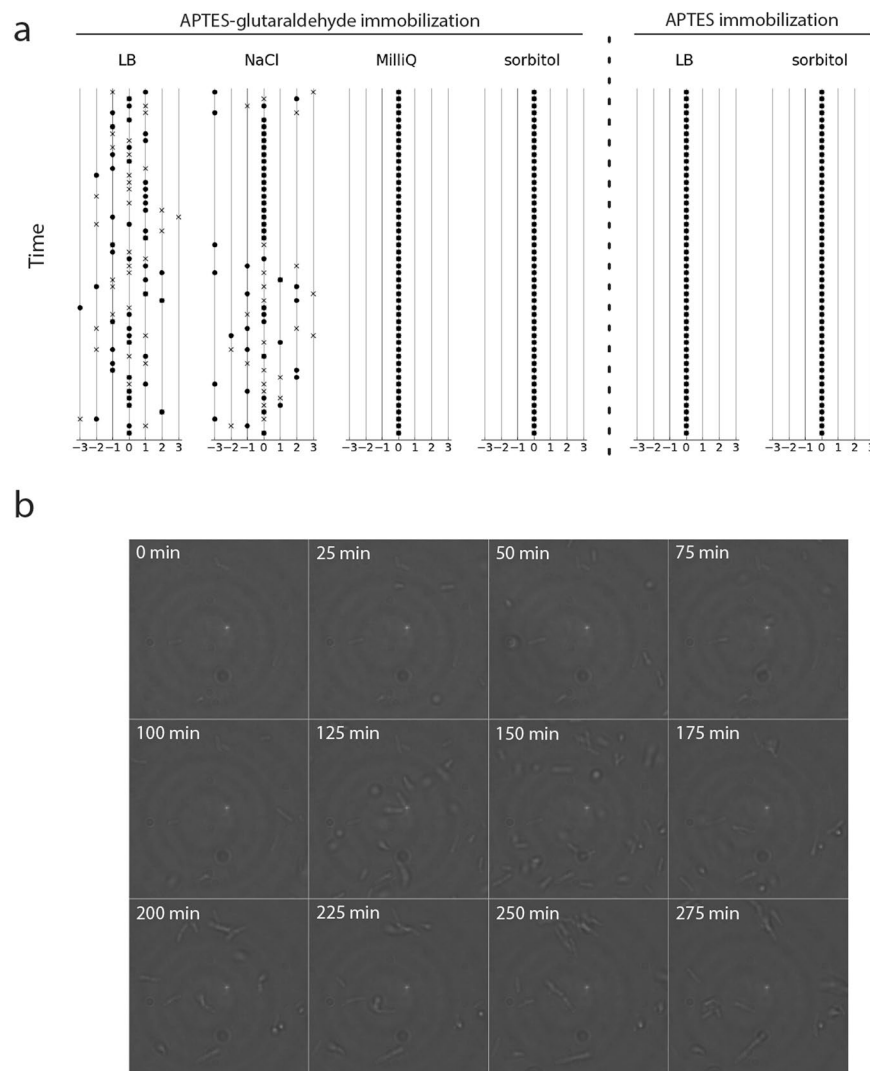 a
APTES-glutaraldehyde immobilization
APTES immobilization
LB NaCl MilliQ sorbitol LB sorbitol
Time
−3−2−1 0 1 2 3 −3−2−1 0 1 2 3 −3−2−1 0 1 2 3 −3−2−1 0 1 2 3 −3−2−1 0 1 2 3 −3−2−1 0 1 2 3
b
0 min 25 min 50 min 75 min
100 min 125 min 150 min 175 min
200 min 225 min 250 min 275 min